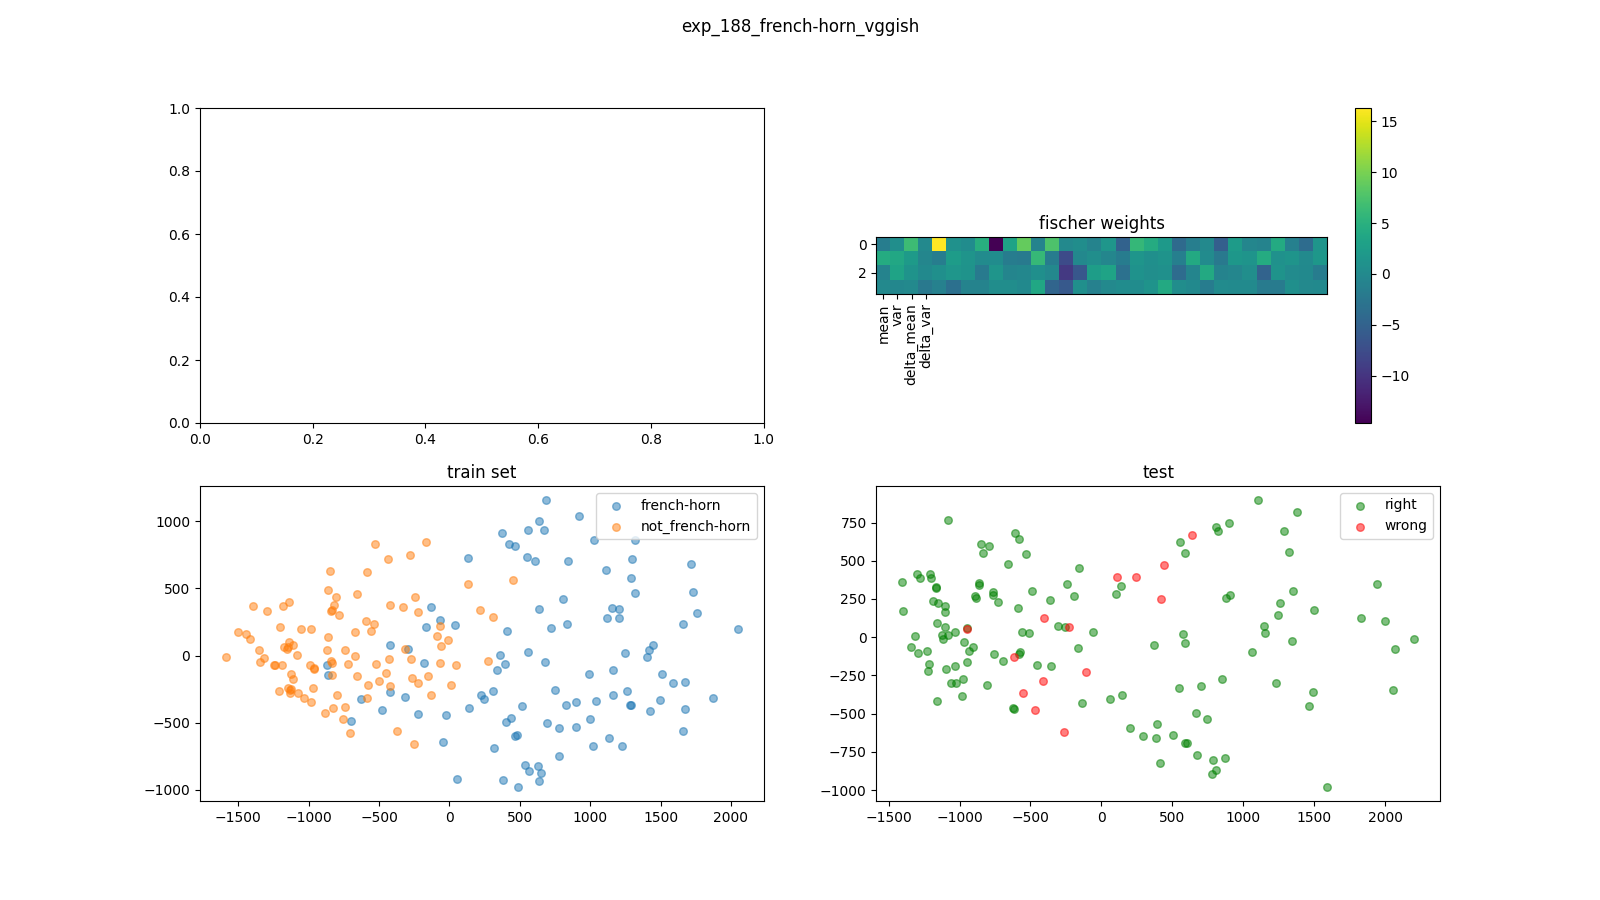 exp_188_french-horn_vggish
1.0
0.8
0.6
0.4
0.2
0.0
0.0 0.2 0.4 0.6 0.8 1.0
fischer weights
0
2
mean
var
delta_mean
delta_var
15
10
5
0
−5
−10
train set
french-horn
not_french-horn
1000
500
0
−500
−1000
−1500 −1000 −500 0 500 1000 1500 2000
test
right
wrong
750
500
250
0
−250
−500
−750
−1000
−1500 −1000 −500 0 500 1000 1500 2000